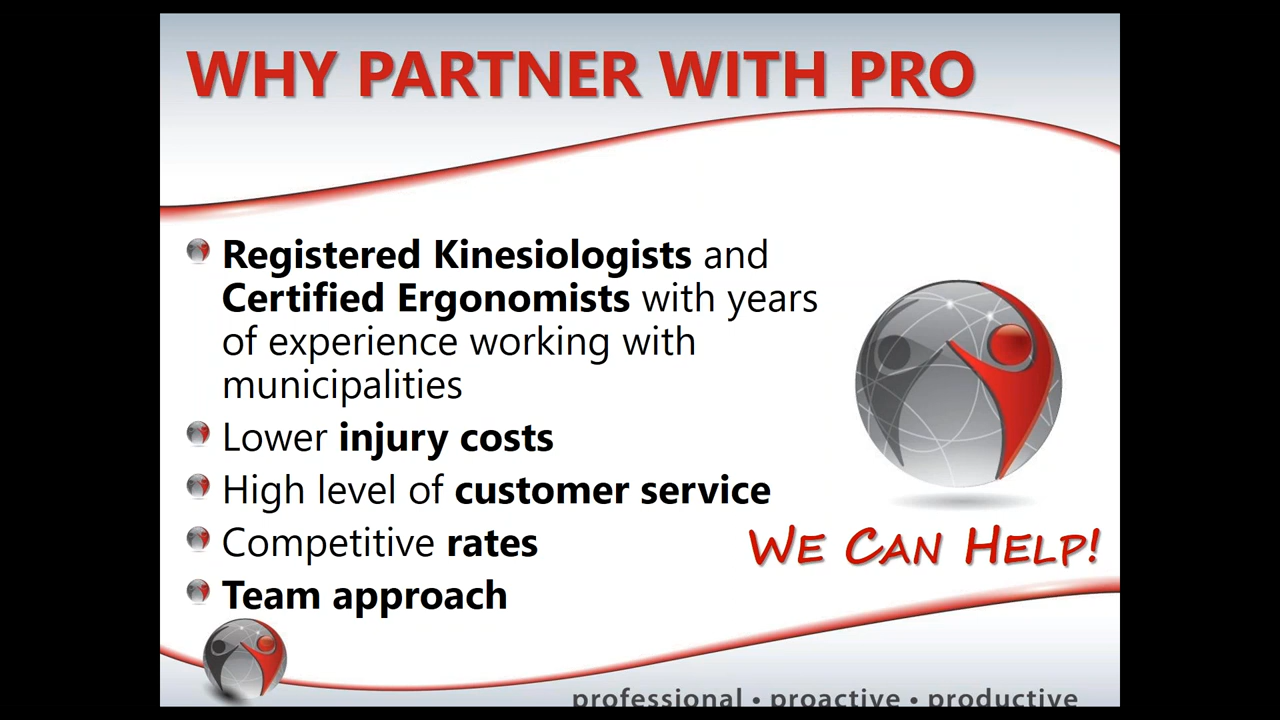 WHY PARTNER WITH PRO
Registered Kinesiologists and
Certified Ergonomists with years
of experience working with
municipalities
Lower injury costs
High level of customer service
Competitive rates
Team approach
WE CAN HELP!
professional • proactive • productive